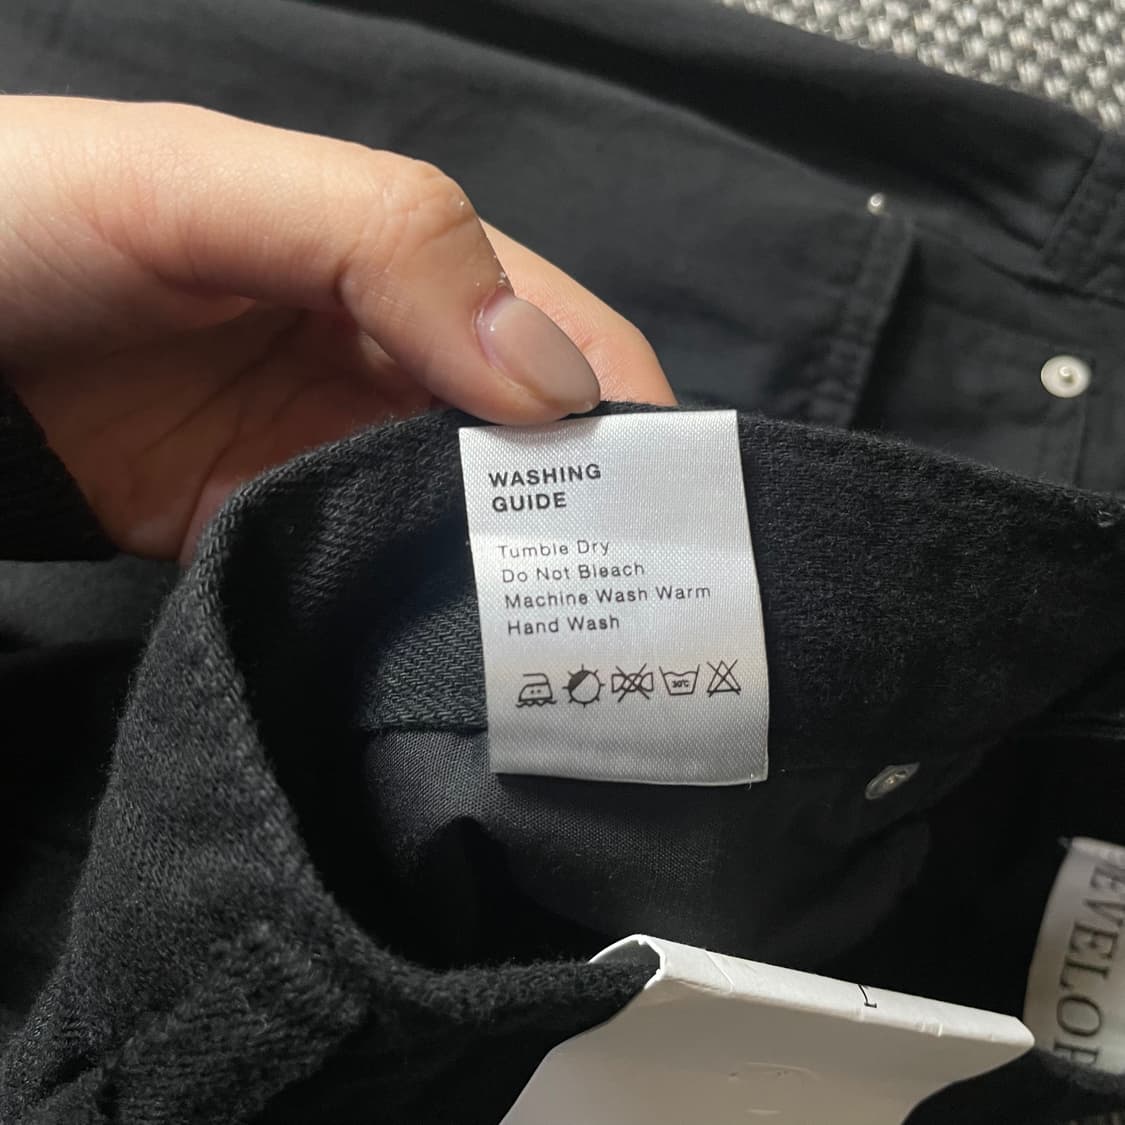 WASHING
GUIDE
Tumble Dry
Do Not Bleach
Machine Wash Warm
Hand Wash
30°C